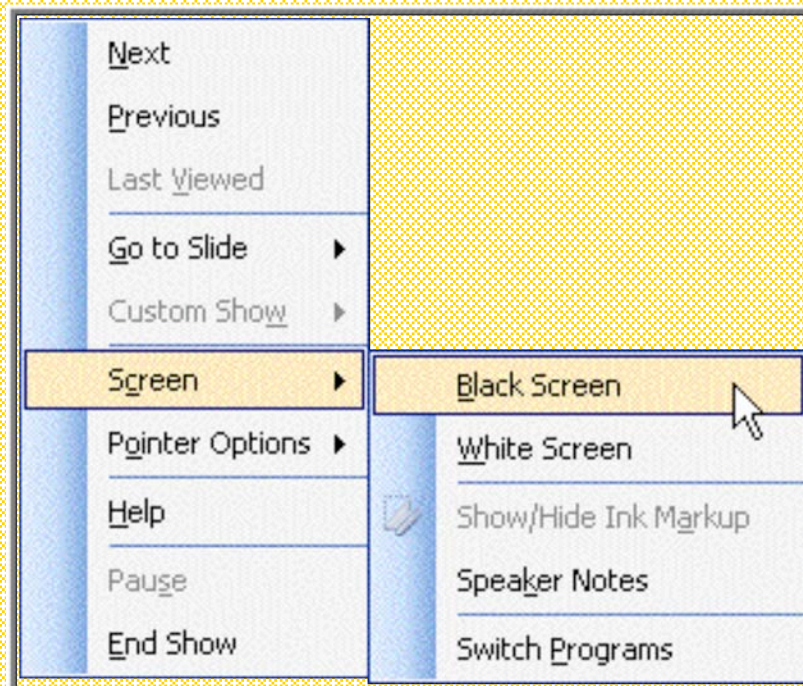 Next
Previous
Last Viewed
Go to Slide
Custom Show
Screen
Pointer Options
Help
Pause
End Show
Black Screen
White Screen
Show/Hide Ink Markup
Speaker Notes
Switch Programs